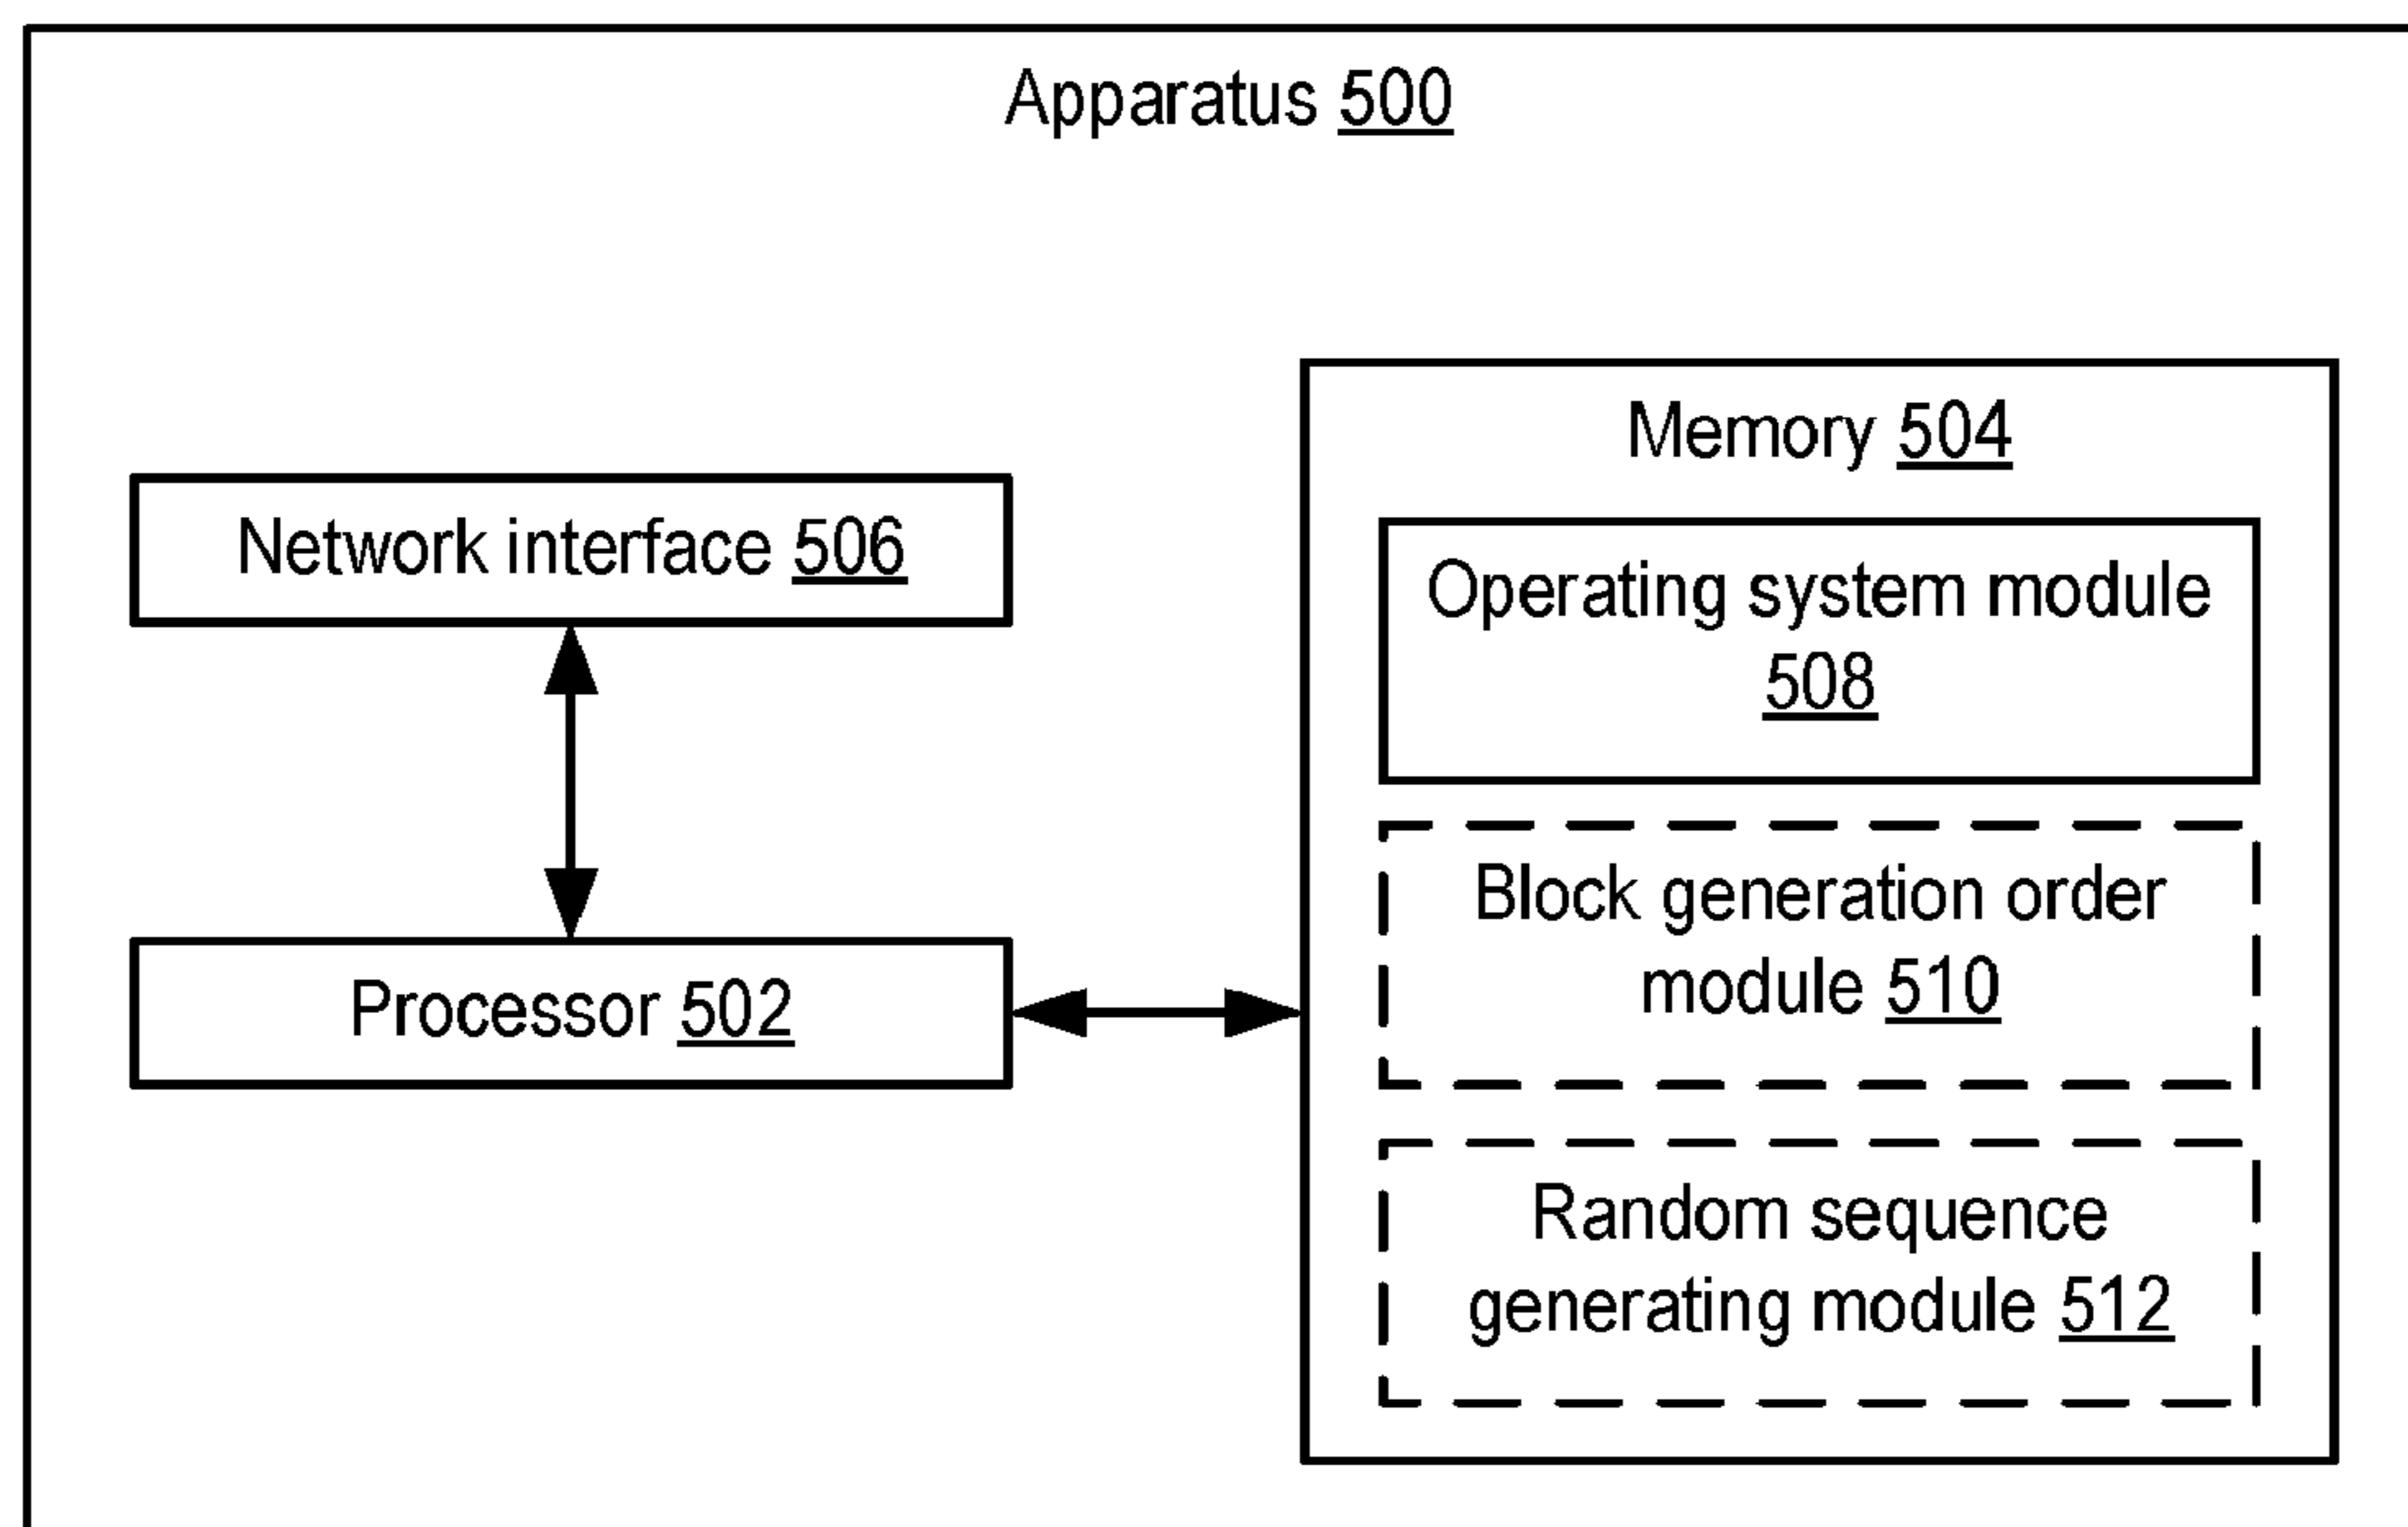 Apparatus 500
Network interface 506
Processor 502
Memory 504
Operating system module
508
Block generation order
module 510
Random sequence
generating module 512